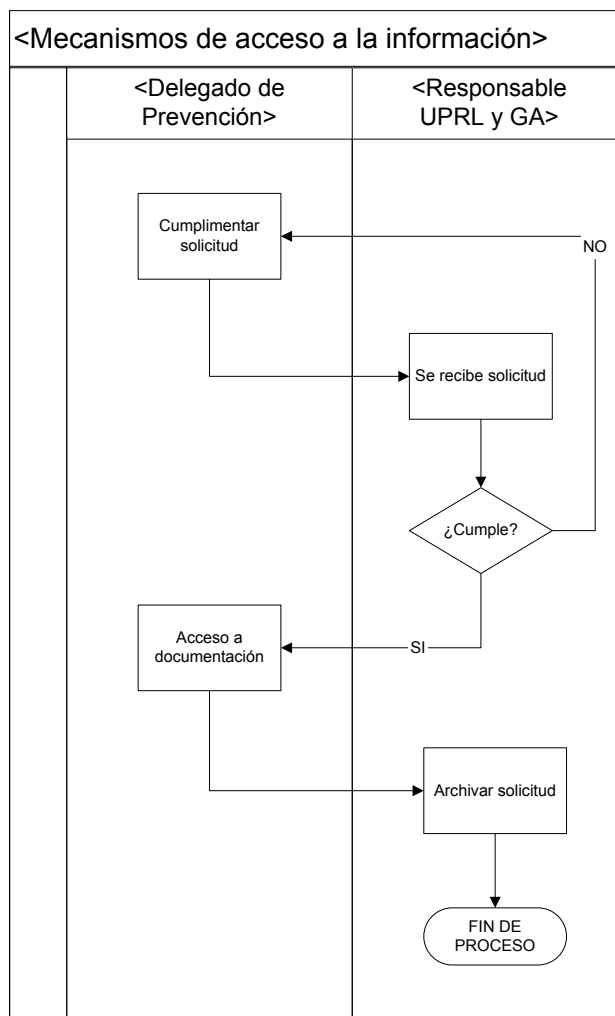 <Mecanismos de acceso a la información>
<Delegado de
Prevención>
<Responsable
UPRL y GA>
Cumplimentar
solicitud
NO
Se recibe solicitud
¿Cumple?
SI
Acceso a
documentación
Archivar solicitud
FIN DE
PROCESO